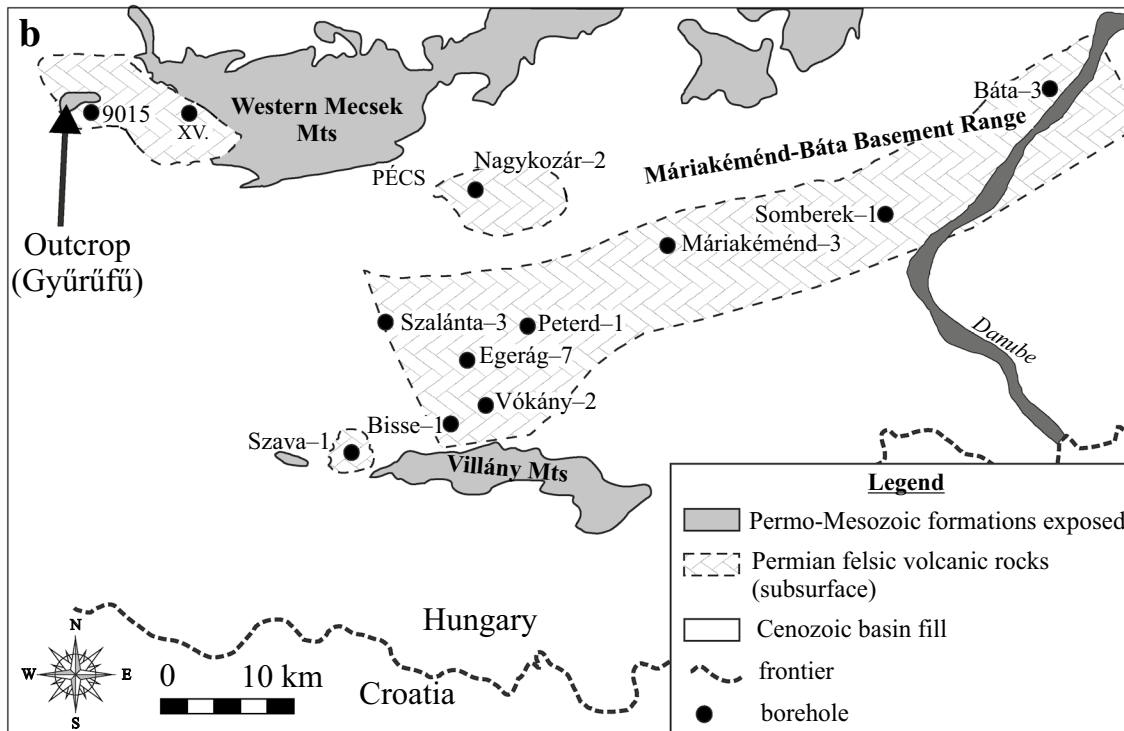 b
Western Mecsek
Mts
9015
XV.
Báta–3
Máriakéménd-Báta Basement Range
PÉCS
Nagykozár–2
Somberek–1
Máriakéménd–3
Outcrop
(Gyűrűfű)
Szalánta–3
Peterd–1
Egerág–7
Danube
Vókány–2
Bisse–1
Szava–1
Villány Mts
Legend
Permo-Mesozoic formations exposed
Permian felsic volcanic rocks
(subsurface)
Cenozoic basin fill
frontier
borehole
Hungary
Croatia
N
W
E
S
0 10 km